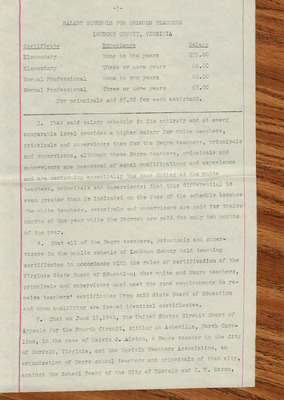 -2-
SALARY SCHEDULE FOR COLORED TEACHERS
LOUDOUN COUNTY, VIRGINIA
Certificate Experience Salary
Elementary None to two years
Elementary Three or more years 60.00
Normal Professional None to two years 60.00
Normal Professional Three or more years 65.00
For principals add $5.00 for each assistant.
3. That said salary schedule in its entirety and at every
comparable level provides a higher salary for white teachers,
principals and supervisors than for the Negro teachers, principals
and supervisors, although these Negro teachers, principals and
supervisors are possessed of equal qualifications and experience
and are performing essentially the same duties as the white
teachers, principals and supervisors; that this differential is
even greater than is indicated on the face of the schedule because
the white teachers, principals and supervisors are paid for twelve
months of the year while the Negroes are paid for only ten months
of the year.
4. That all of the Negro teachers, principals and super-
visors in the public schools of Loudoun County hold teaching
certificates in accordance with the rules of certification of the
Virginia State Board of Education; that white and Negro teachers,
principals and supervisors must meet the same requirements to re-
ceive teachers' certificates from said State Board of Education
and upon qualifying are issued identical certificates.
5. That on June 18, 1940, the United States Circuit Court of
Appeals for the Fourth Circuit, sitting at Asheville, North Caro-
lina, in the case of Melvin O. Alston, a Negro teacher in the City
of Norfolk, Virginia, and the Norfolk Teachers Association, an
organization of Negro school teachers and principals of that city,
against the School Board of the City of Norfolk and C. W. Mason,